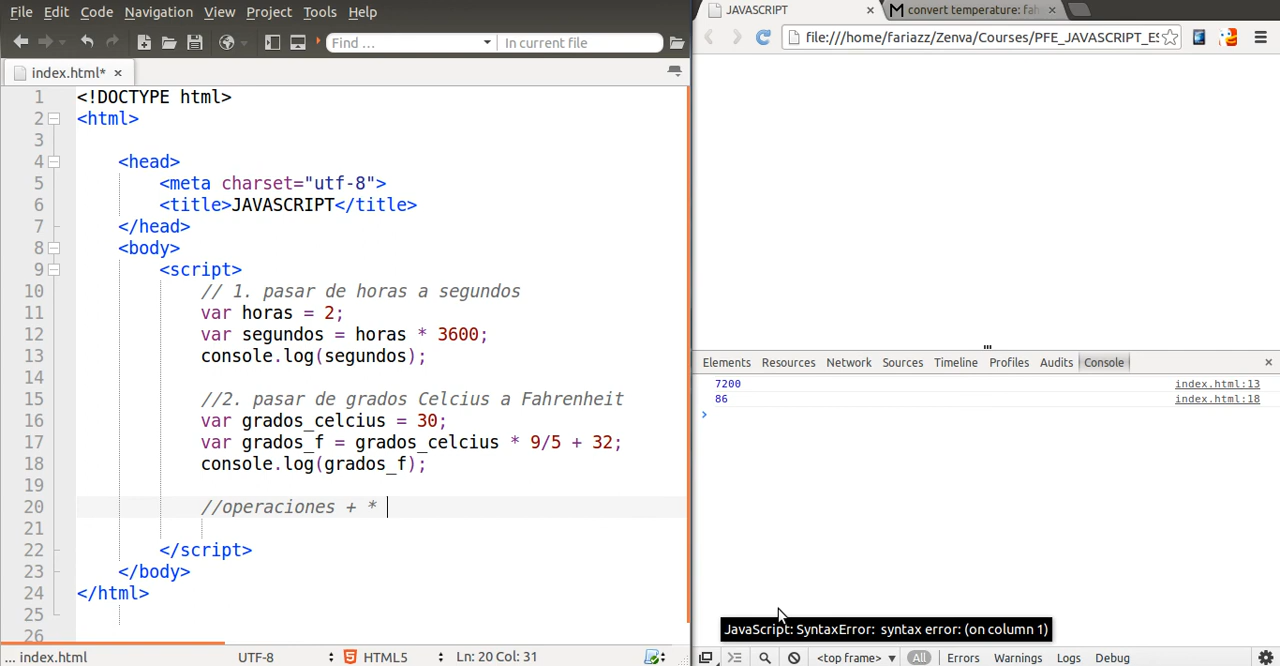 File Edit Code Navigation View Project Tools Help
Find ... In current file
index.html*
1 <!DOCTYPE html>
2 <html>
3
4 <head>
5 <meta charset="utf-8">
6 <title>JAVASCRIPT</title>
7 </head>
8 <body>
9 <script>
10 // 1. pasar de horas a segundos
11 var horas = 2;
12 var segundos = horas * 3600;
13 console.log(segundos);
14
15 //2. pasar de grados Celcius a Fahrenheit
16 var grados_celcius = 30;
17 var grados_f = grados_celcius * 9/5 + 32;
18 console.log(grados_f);
19
20 //operaciones + *
21
22 </script>
23 </body>
24 </html>
25
26
... index.html UTF-8 HTML5 Ln: 20 Col: 31
JAVASCRIPT convert temperature: fah
file:///home/fariazz/Zenva/Courses/PFE_JAVASCRIPT_ES
Elements Resources Network Sources Timeline Profiles Audits Console
7200 index.html:13
86 index.html:18
JavaScript: SyntaxError: syntax error: (on column 1)
<top frame> All Errors Warnings Logs Debug